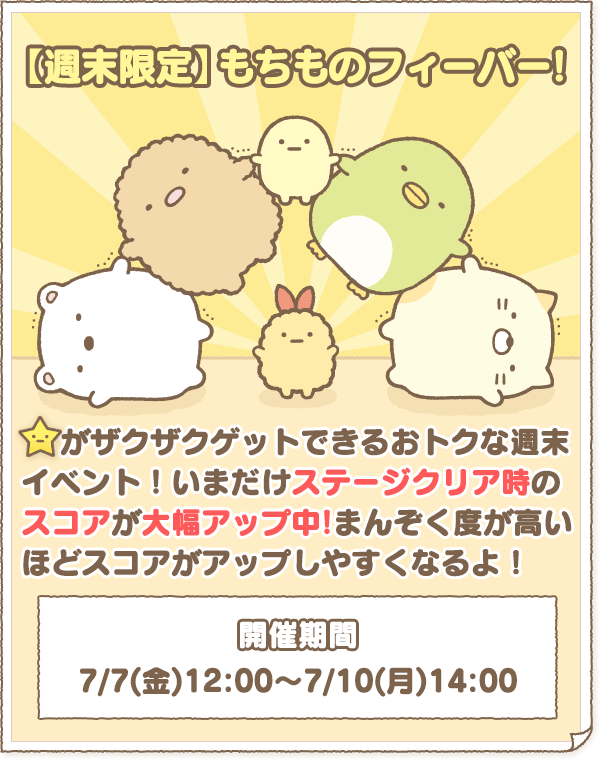 【週末限定】もちものフィーバー!
がザクザクゲットできるおトクな週末
イベント！いまだけステージクリア時の
スコアが大幅アップ中!まんぞく度が高い
ほどスコアがアップしやすくなるよ！
開催期間
7/7(金)12:00～7/10(月)14:00